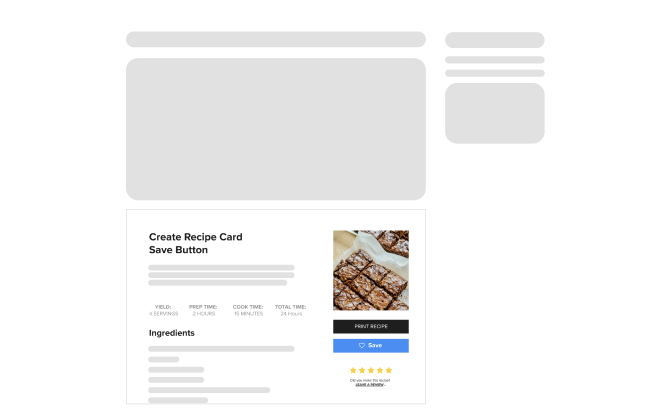 Create Recipe Card
Save Button
YIELD: PREP TIME: COOK TIME: TOTAL TIME:
4 SERVINGS 2 HOURS 15 MINUTES 24 Hours
Ingredients
PRINT RECIPE
Save
Did you make this recipe?
LEAVE A REVIEW